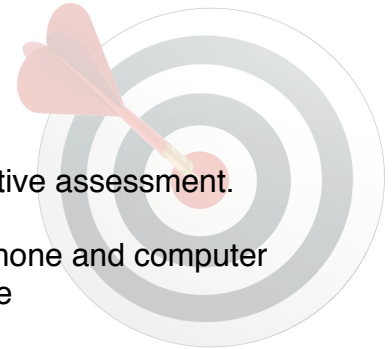 tive assessment.
hone and computer
e